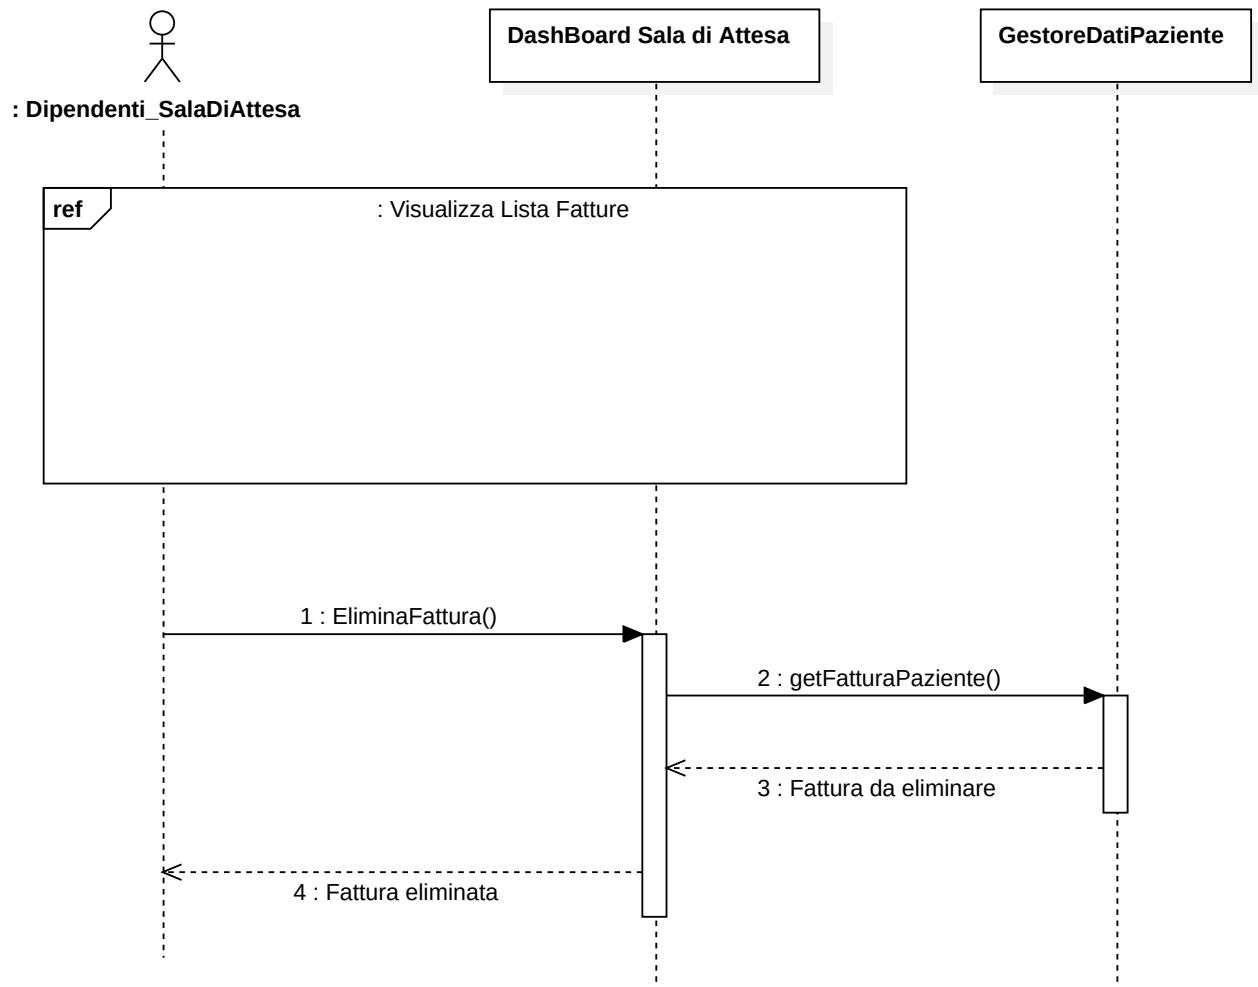 : Dipendenti_SalaDiAttesa
DashBoard Sala di Attesa
GestoreDatiPaziente
ref
: Visualizza Lista Fatture
1 : EliminaFattura()
2 : getFatturaPaziente()
3 : Fattura da eliminare
4 : Fattura eliminata